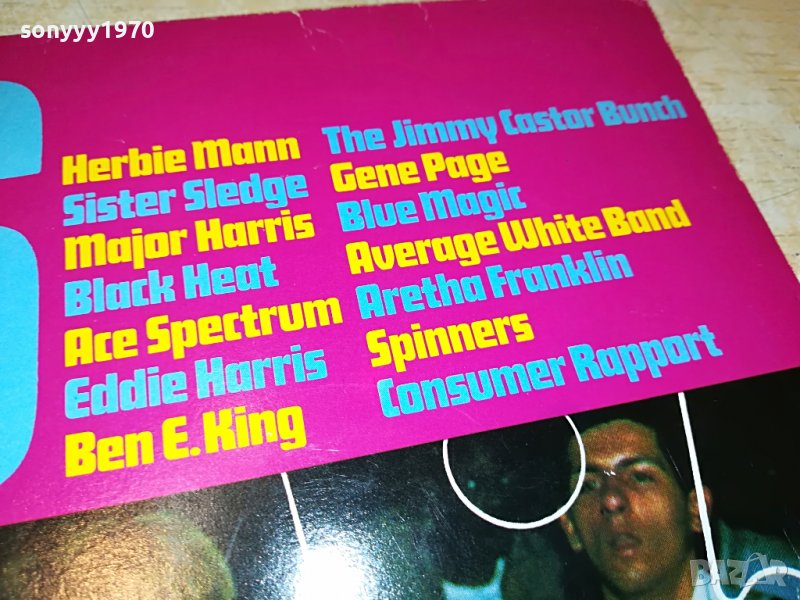 sonyyy1970
Herbie Mann
Sister Sledge
Major Harris
Black Heat
Ace Spectrum
Eddie Harris
Ben E. King
The Jimmy Castor Bunch
Gene Page
Blue Magic
Average White Band
Aretha Franklin
Spinners
Consumer Rapport
BAZAR